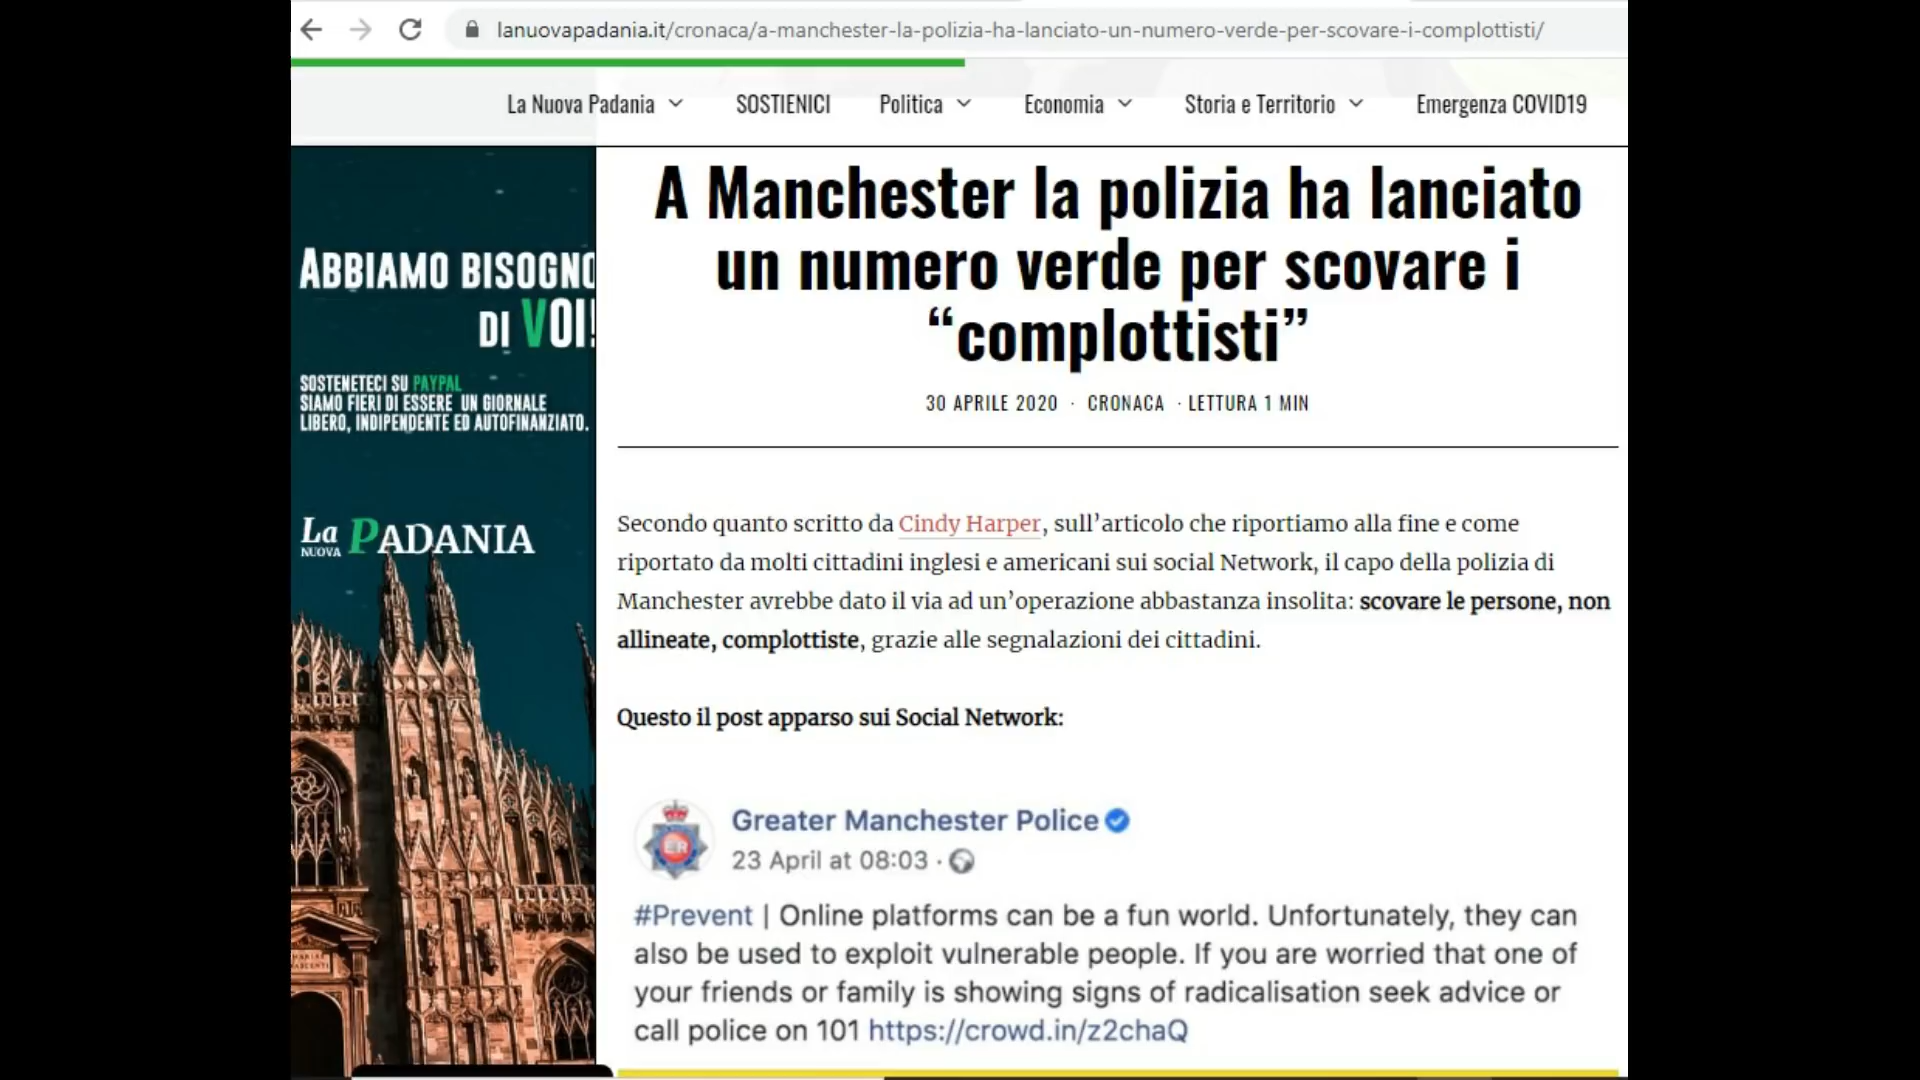 lanuovapadania.it/cronaca/a-manchester-la-polizia-ha-lanciato-un-numero-verde-per-scovare-i-complottisti/
La Nuova Padania SOSTIENICI Politica Economia Storia e Territorio Emergenza COVID19
ABBIAMO BISOGNO
DI VOI!
SOSTENETECI SU PAYPAL
SIAMO FIERI DI ESSERE UN GIORNALE
LIBERO, INDIPENDENTE ED AUTOFINANZIATO.
La NUOVA PADANIA
A Manchester la polizia ha lanciato
un numero verde per scovare i
“complottisti”
30 APRILE 2020 · CRONACA · LETTURA 1 MIN
Secondo quanto scritto da Cindy Harper, sull’articolo che riportiamo alla fine e come
riportato da molti cittadini inglesi e americani sui social Network, il capo della polizia di
Manchester avrebbe dato il via ad un’operazione abbastanza insolita: scovare le persone, non
allineate, complottiste, grazie alle segnalazioni dei cittadini.
Questo il post apparso sui Social Network:
Greater Manchester Police
23 April at 08:03 ·
#Prevent | Online platforms can be a fun world. Unfortunately, they can
also be used to exploit vulnerable people. If you are worried that one of
your friends or family is showing signs of radicalisation seek advice or
call police on 101 https://crowd.in/z2chaQ